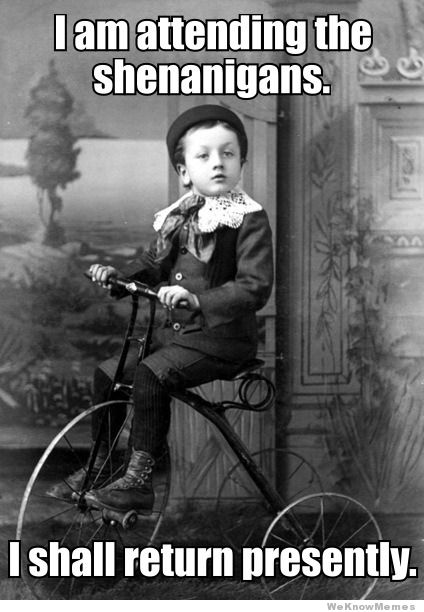 I am attending the
shenanigans.
I shall return presently.
WeKnowMemes